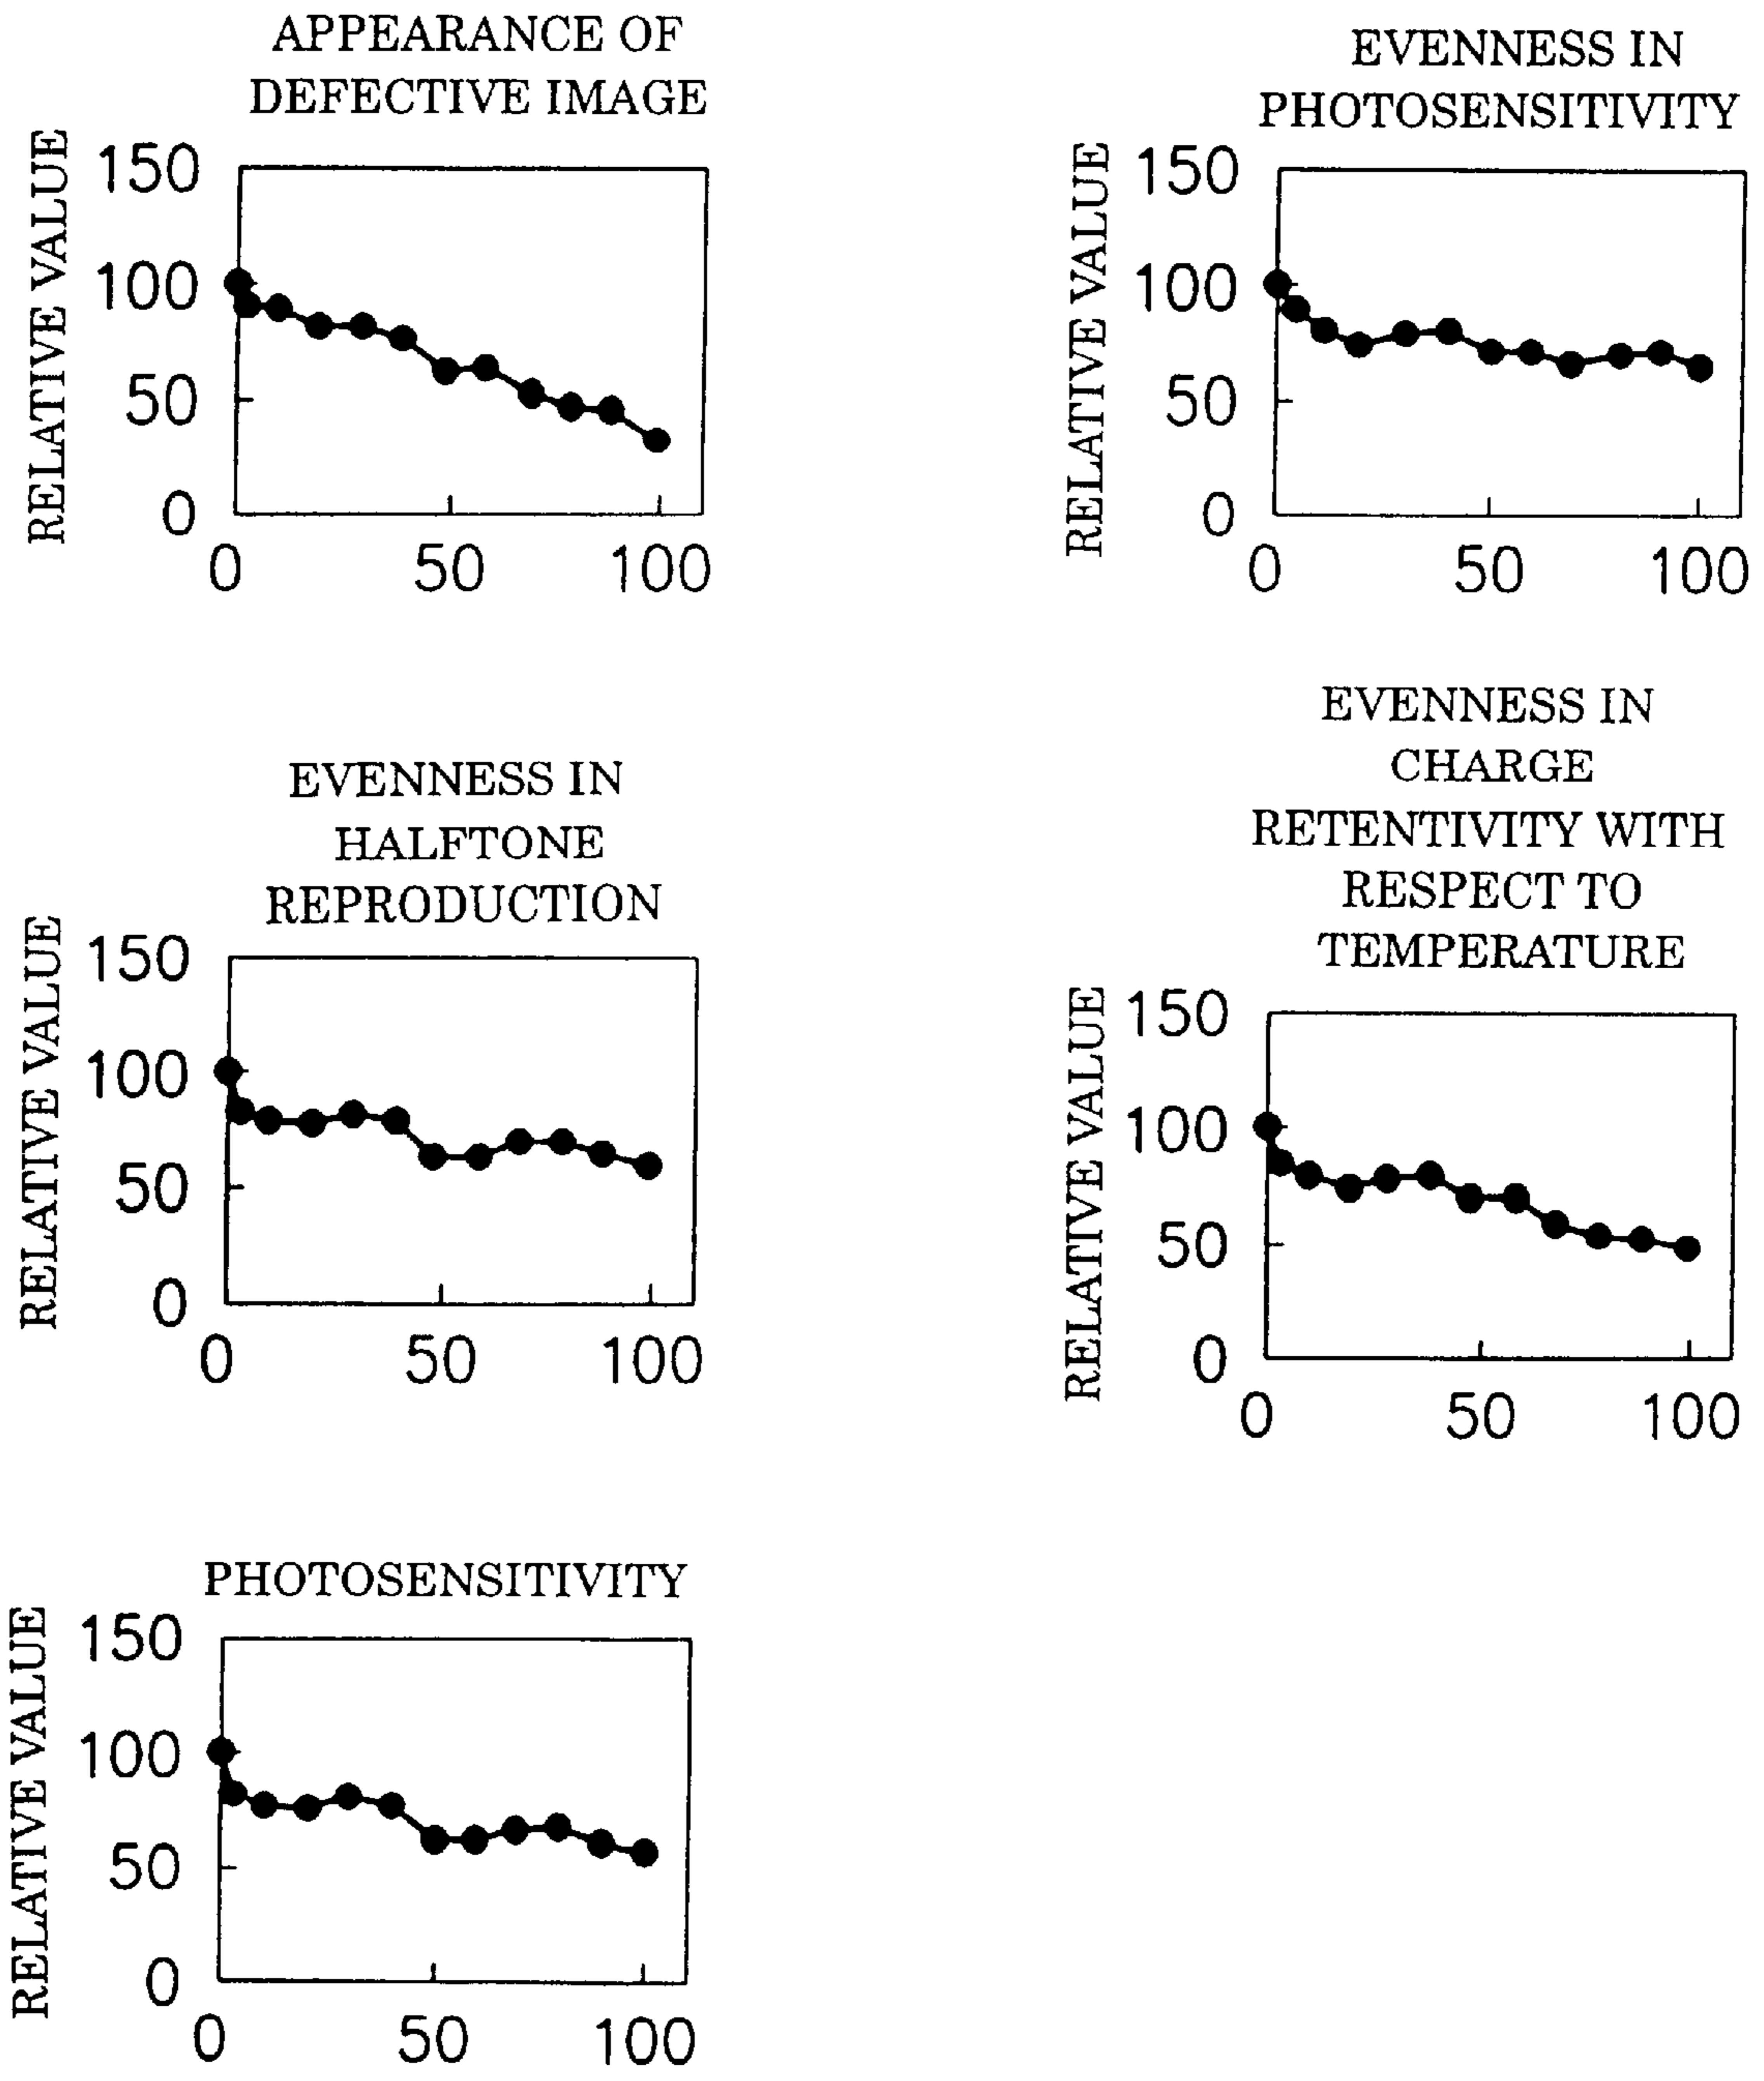 APPEARANCE OF
DEFECTIVE IMAGE
RELATIVE VALUE
150
100
50
0
0 50 100
EVENNESS IN
PHOTOSENSITIVITY
RELATIVE VALUE
150
100
50
0
0 50 100
EVENNESS IN
HALFTONE
REPRODUCTION
RELATIVE VALUE
150
100
50
0
0 50 100
EVENNESS IN
CHARGE
RETENTIVITY WITH
RESPECT TO
TEMPERATURE
RELATIVE VALUE
150
100
50
0
0 50 100
PHOTOSENSITIVITY
RELATIVE VALUE
150
100
50
0
0 50 100